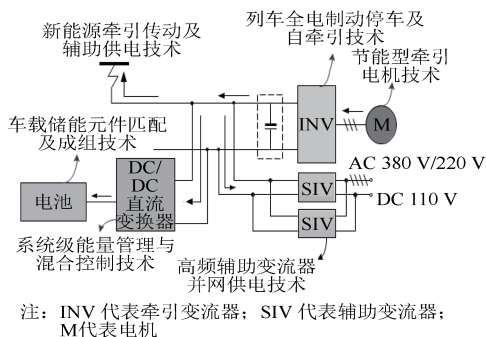 新能源牵引传动及
辅助供电技术
列车全电制动停车及
自牵引技术
节能型牵引
电机技术
INV
M
车载储能元件匹配
及成组技术
AC 380 V/220 V
DC/
DC
直流
变换器
电池
SIV
DC 110 V
SIV
系统级能量管理与
混合控制技术
高频辅助变流器
并网供电技术
注：INV 代表牵引变流器；SIV 代表辅助变流器；
M代表电机